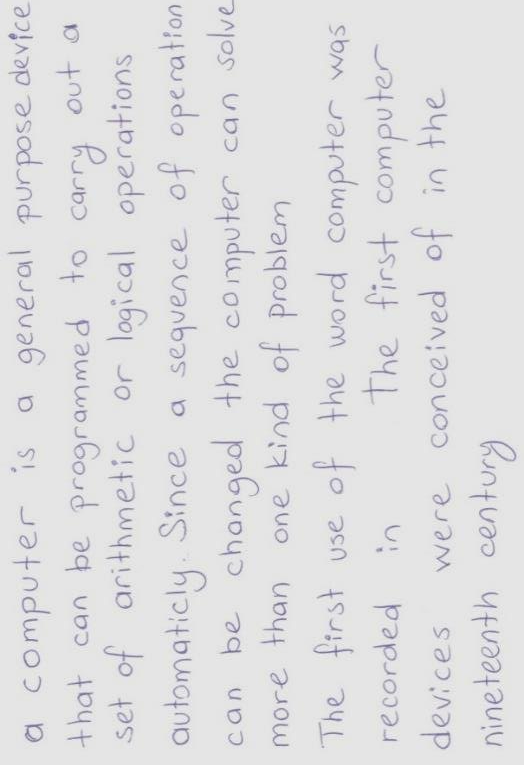 a computer is a general purpose device
that can be programmed to carry out a
set of arithmetic or logical operations
automaticly. Since a sequence of operation
can be changed the computer can solve
more than one kind of problem
The first use of the word computer was
recorded in The first computer
devices were conceived of in the
nineteenth century